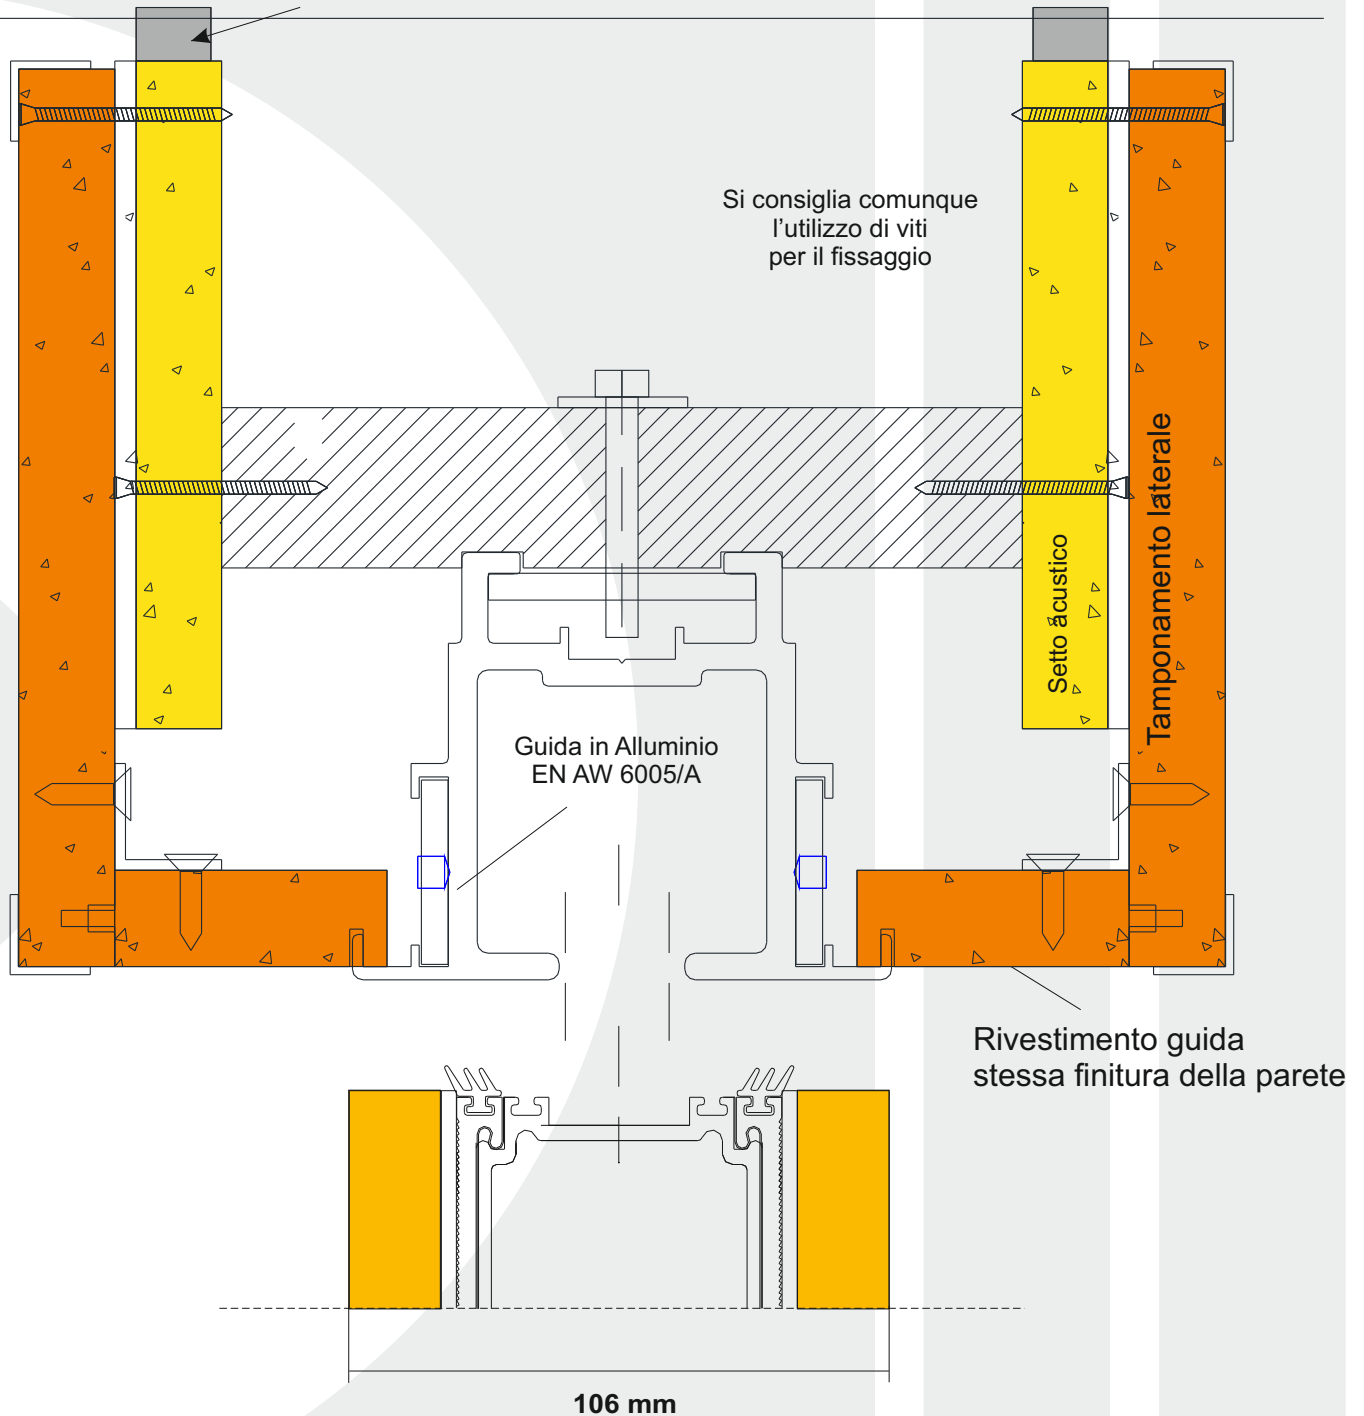 Si consiglia comunque
l'utilizzo di viti
per il fissaggio
Setto acustico
Tamponamento laterale
Guida in Alluminio
EN AW 6005/A
Rivestimento guida
stessa finitura della parete
106 mm